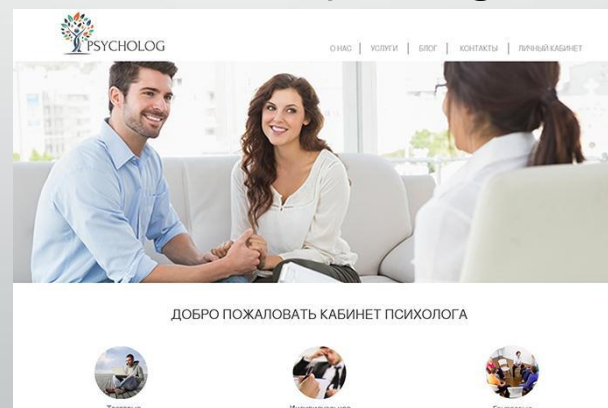 PSYCHOLOG
О НАС | УСЛУГИ | БЛОГ | КОНТАКТЫ | ЛИЧНЫЙ КАБИНЕТ
ДОБРО ПОЖАЛОВАТЬ КАБИНЕТ ПСИХОЛОГА